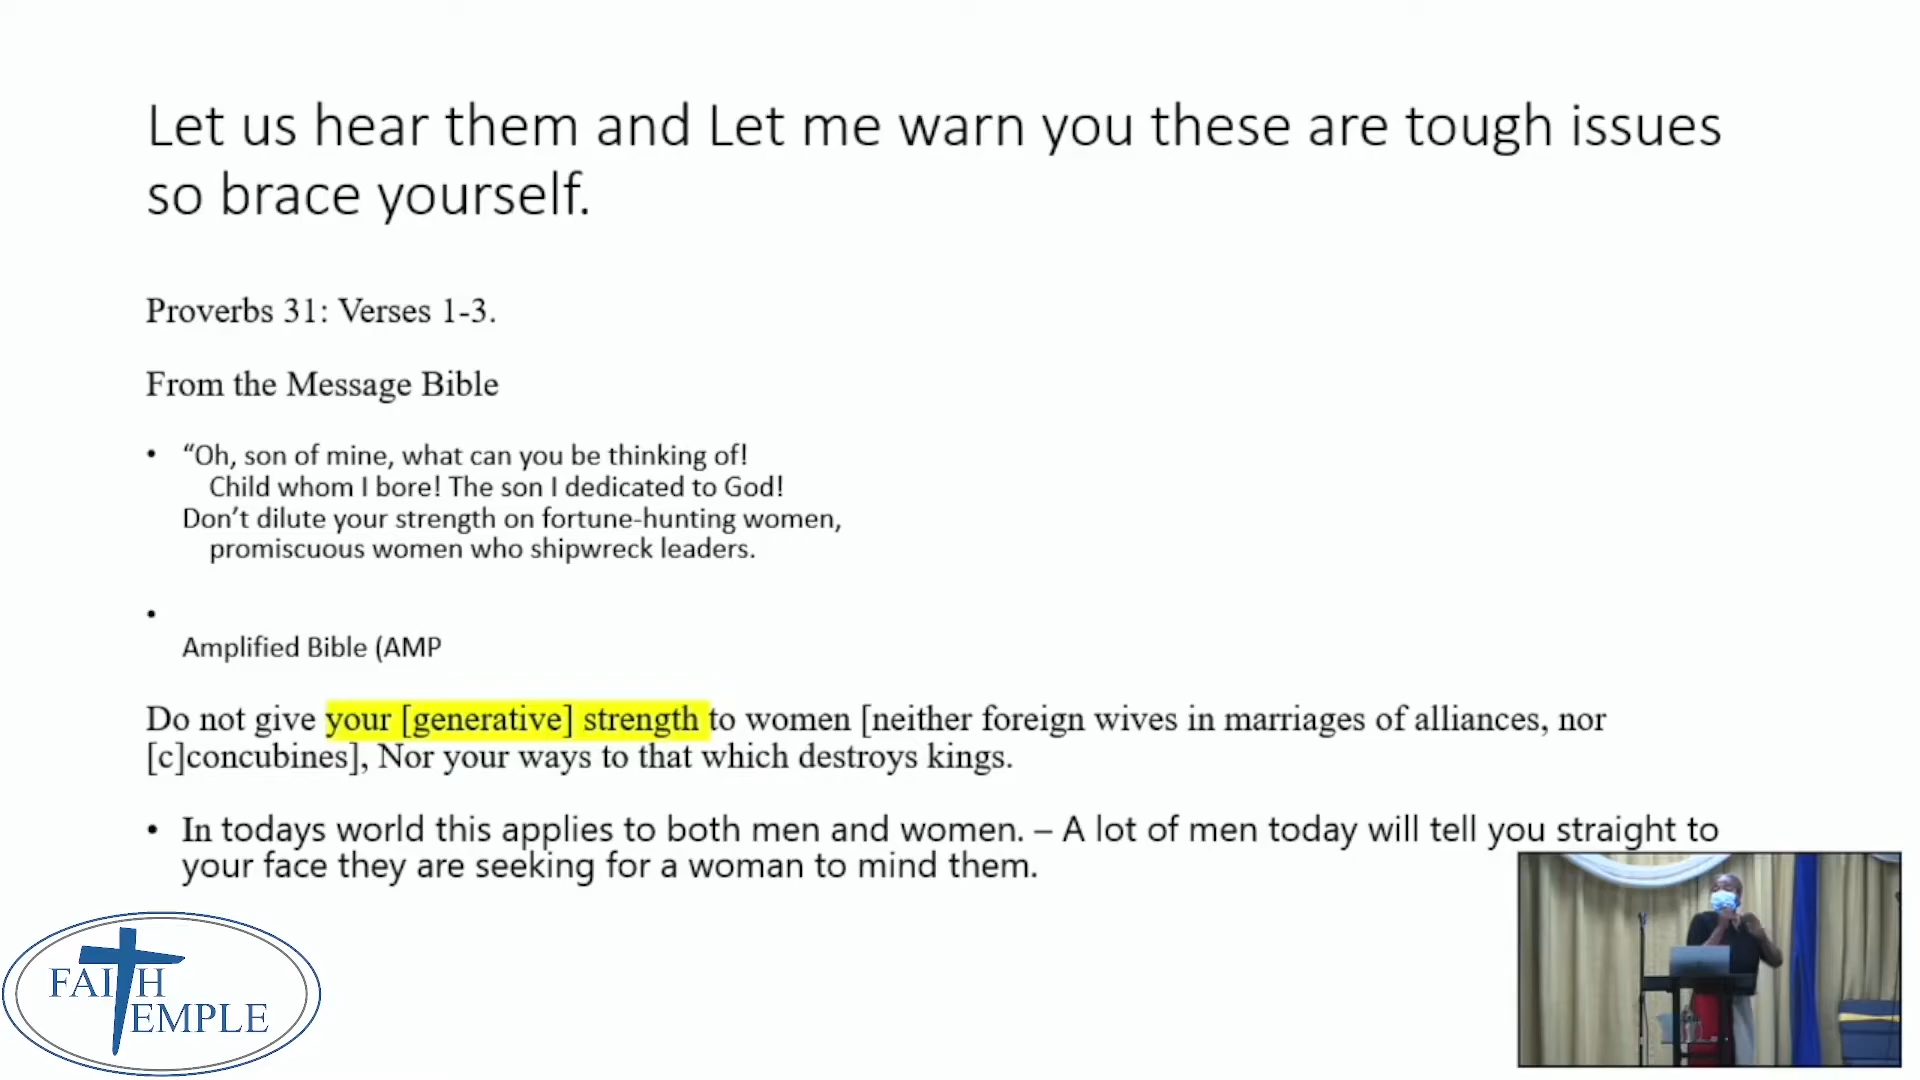 Let us hear them and Let me warn you these are tough issues
so brace yourself.
Proverbs 31: Verses 1-3.
From the Message Bible
• “Oh, son of mine, what can you be thinking of!
Child whom I bore! The son I dedicated to God!
Don’t dilute your strength on fortune-hunting women,
promiscuous women who shipwreck leaders.
•
Amplified Bible (AMP
Do not give your [generative] strength to women [neither foreign wives in marriages of alliances, nor
[c]concubines], Nor your ways to that which destroys kings.
• In todays world this applies to both men and women. – A lot of men today will tell you straight to
your face they are seeking for a woman to mind them.
FAITH
TEMPLE